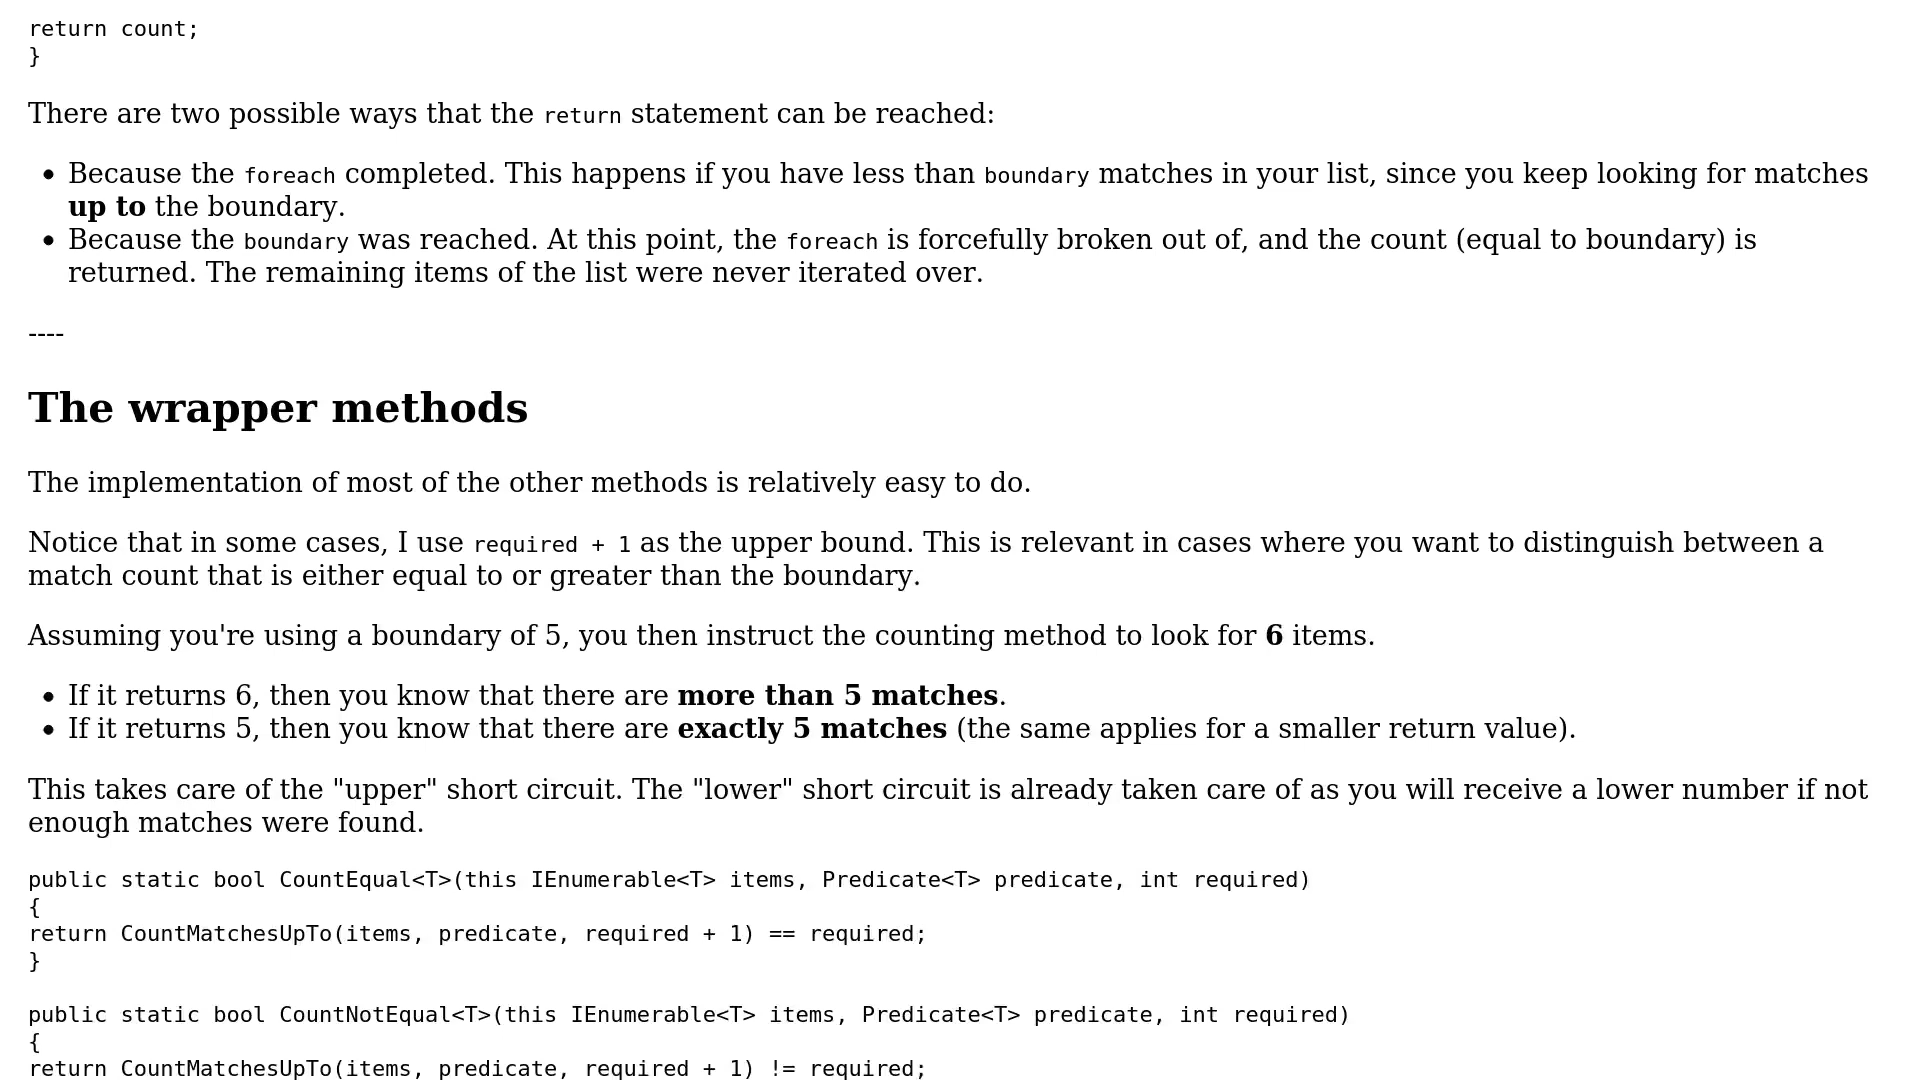 return count;
}
There are two possible ways that the return statement can be reached:
• Because the foreach completed. This happens if you have less than boundary matches in your list, since you keep looking for matches
up to the boundary.
• Because the boundary was reached. At this point, the foreach is forcefully broken out of, and the count (equal to boundary) is
returned. The remaining items of the list were never iterated over.
----
The wrapper methods
The implementation of most of the other methods is relatively easy to do.
Notice that in some cases, I use required + 1 as the upper bound. This is relevant in cases where you want to distinguish between a
match count that is either equal to or greater than the boundary.
Assuming you're using a boundary of 5, you then instruct the counting method to look for 6 items.
• If it returns 6, then you know that there are more than 5 matches.
• If it returns 5, then you know that there are exactly 5 matches (the same applies for a smaller return value).
This takes care of the "upper" short circuit. The "lower" short circuit is already taken care of as you will receive a lower number if not
enough matches were found.
public static bool CountEqual<T>(this IEnumerable<T> items, Predicate<T> predicate, int required)
{
return CountMatchesUpTo(items, predicate, required + 1) == required;
}
public static bool CountNotEqual<T>(this IEnumerable<T> items, Predicate<T> predicate, int required)
{
return CountMatchesUpTo(items, predicate, required + 1) != required;